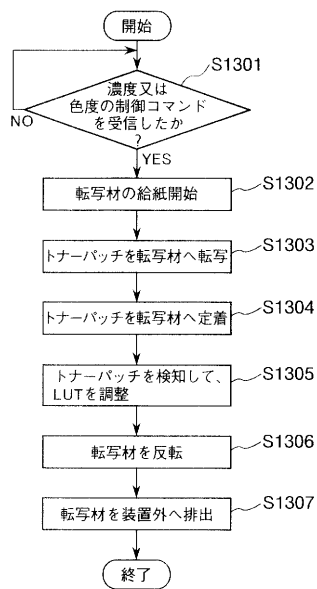 開始
S1301
濃度又は
色度の制御コマンド
を受信したか
?
NO
YES
S1302
転写材の給紙開始
S1303
トナーパッチを転写材へ転写
S1304
トナーパッチを転写材へ定着
S1305
トナーパッチを検知して、
LUTを調整
S1306
転写材を反転
S1307
転写材を装置外へ排出
終了